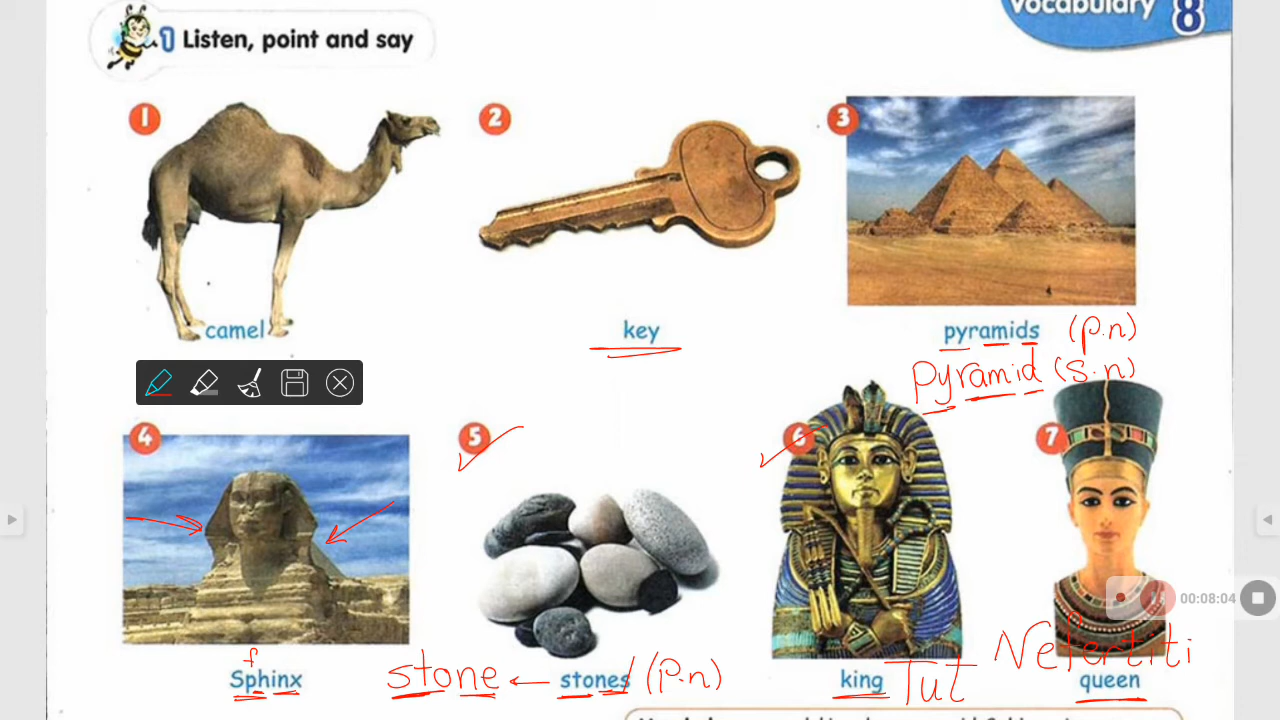 Vocabulary 8
1 Listen, point and say
1
2
3
camel
key
pyramids (p.n)
pyramid (s.n)
4
5
6
7
00:08:04
f
Nefertiti
Sphinx
stone ← stones / (p.n)
king Tut
queen